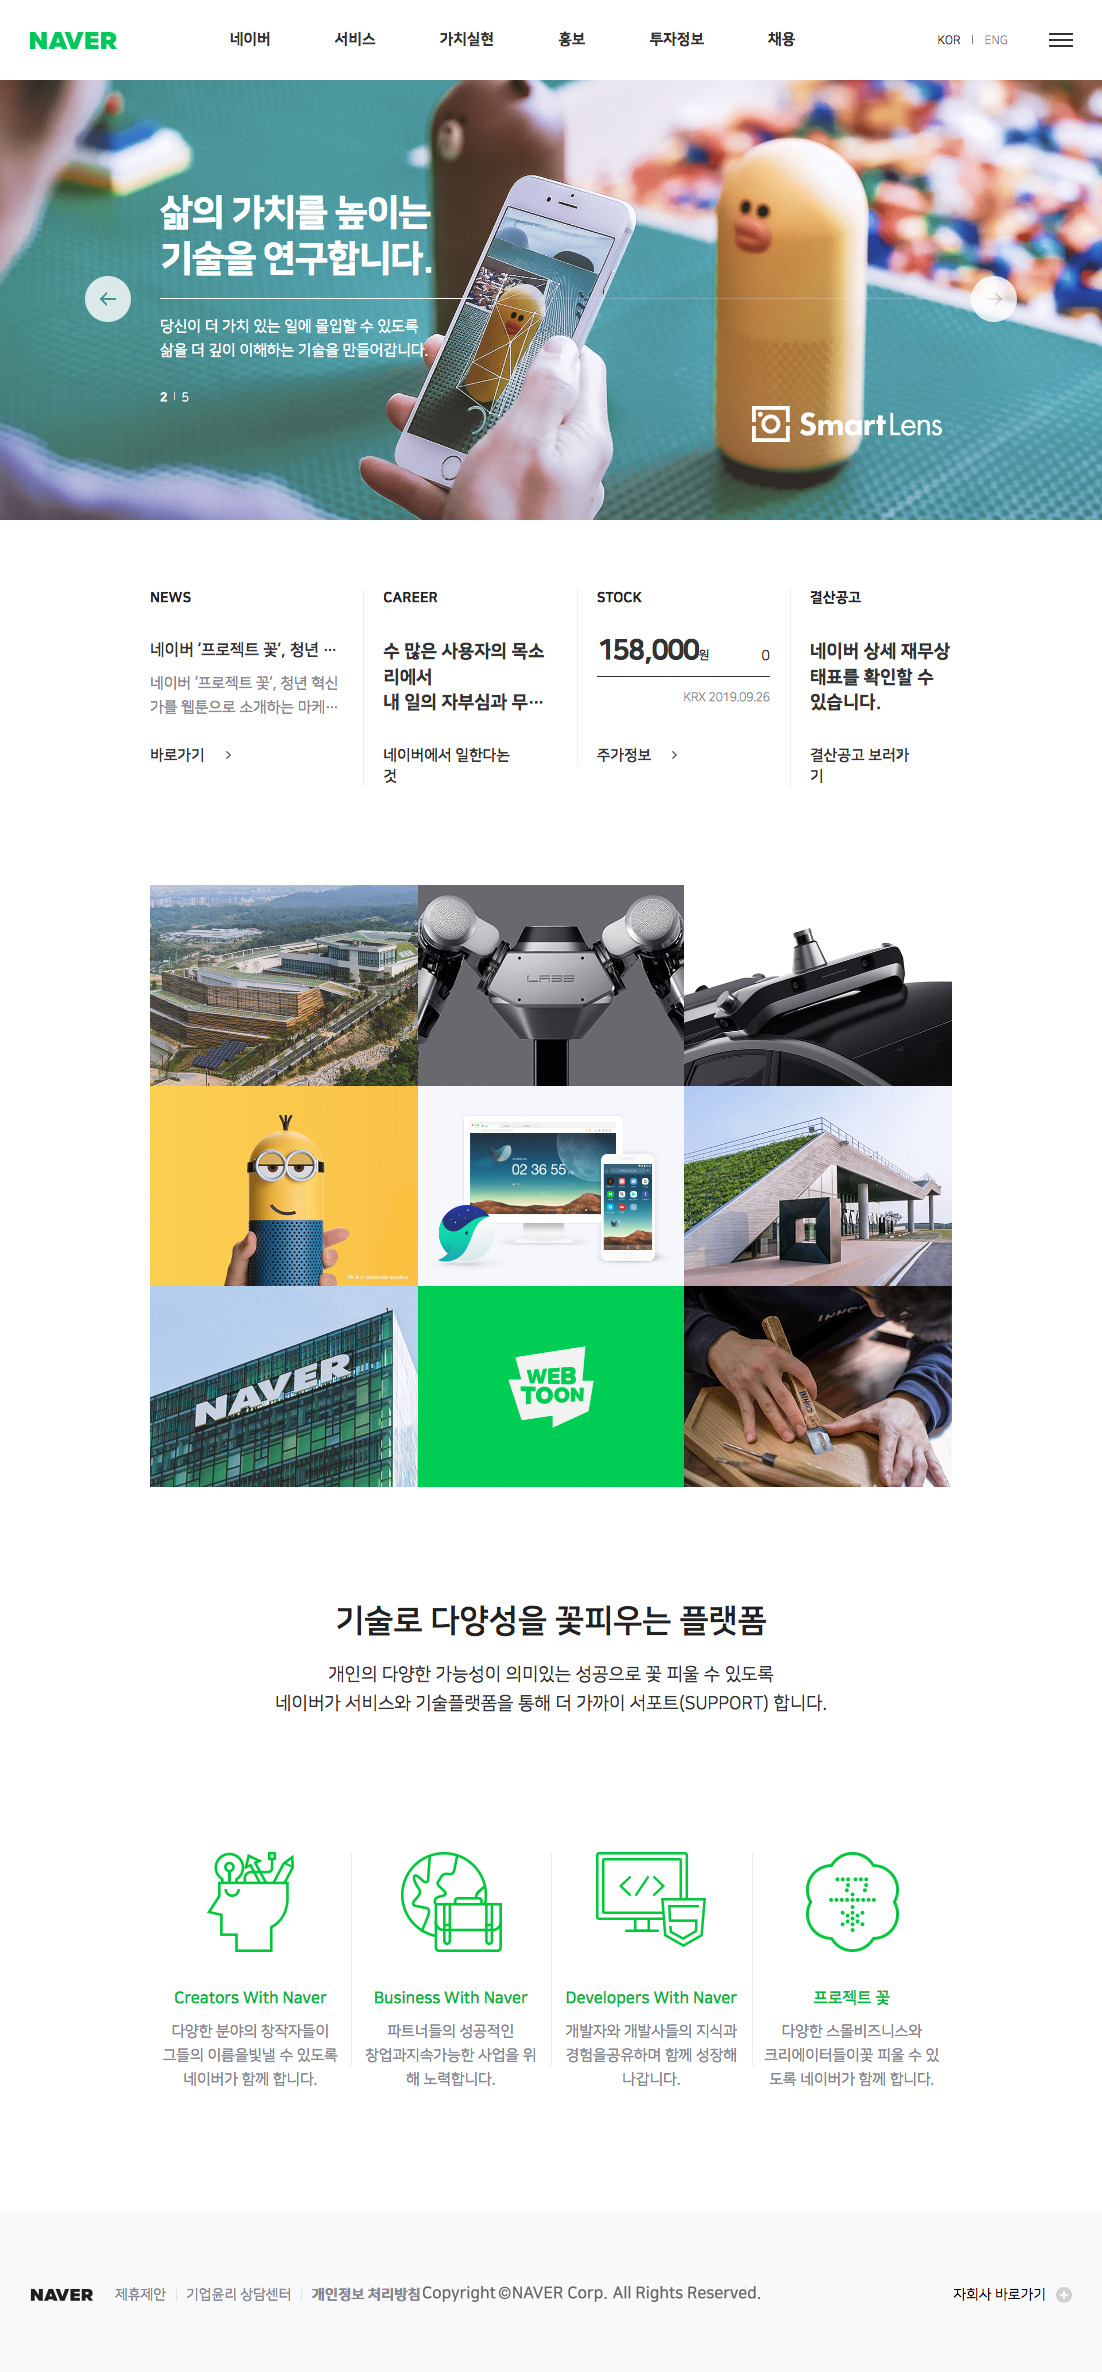 NAVER
네이버 서비스 가치실현 홍보 투자정보 채용
KOR | ENG
삶의 가치를 높이는
기술을 연구합니다.
당신이 더 가치 있는 일에 몰입할 수 있도록
삶을 더 깊이 이해하는 기술을 만들어갑니다.
2 | 5
SmartLens
NEWS
네이버 ‘프로젝트 꽃’, 청년 ···
네이버 ‘프로젝트 꽃’, 청년 혁신
가를 웹툰으로 소개하는 마케···
바로가기
CAREER
수 많은 사용자의 목소
리에서
내 일의 자부심과 무···
네이버에서 일한다는
것
STOCK
158,000원 0
KRX 2019.09.26
주가정보
결산공고
네이버 상세 재무상
태표를 확인할 수
있습니다.
결산공고 보러가
기
LABS
TM & © Universal Studios
02 36 55
NAVER
WEB
TOON
기술로 다양성을 꽃피우는 플랫폼
개인의 다양한 가능성이 의미있는 성공으로 꽃 피울 수 있도록
네이버가 서비스와 기술플랫폼을 통해 더 가까이 서포트(SUPPORT) 합니다.
Creators With Naver
다양한 분야의 창작자들이
그들의 이름을빛낼 수 있도록
네이버가 함께 합니다.
Business With Naver
파트너들의 성공적인
창업과지속가능한 사업을 위
해 노력합니다.
</>
Developers With Naver
개발자와 개발사들의 지식과
경험을공유하며 함께 성장해
나갑니다.
꽃
프로젝트 꽃
다양한 스몰비즈니스와
크리에이터들이꽃 피울 수 있
도록 네이버가 함께 합니다.
NAVER 제휴제안 | 기업윤리 상담센터 | 개인정보 처리방침 Copyright ©NAVER Corp. All Rights Reserved. 자회사 바로가기